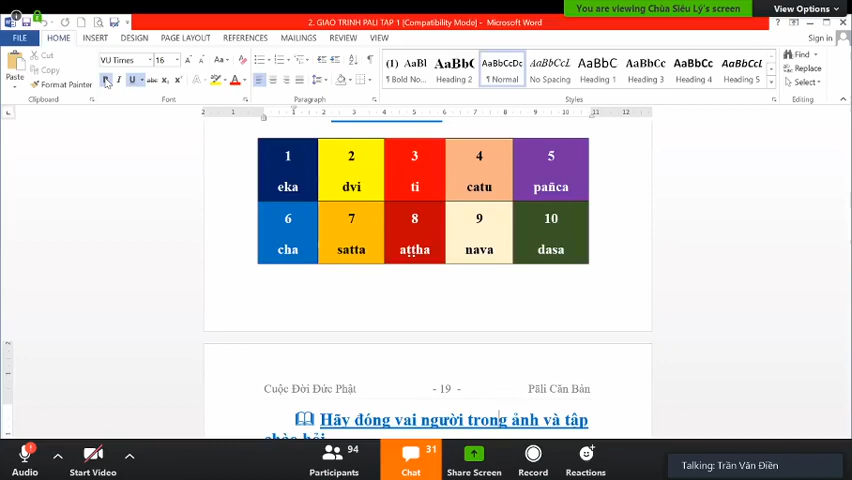 You are viewing Chùa Siêu Lý's screen
View Options
2. GIAO TRINH PALI TAP 1 [Compatibility Mode] - Microsoft Word
FILE HOME INSERT DESIGN PAGE LAYOUT REFERENCES MAILINGS REVIEW VIEW
Sign in
Cut
Copy
Format Painter
Paste
VU Times
16
(1) AaBl
AaBbC
AaBbCcDc
AaBbCcL
AaBbC
AaBbCc
AaBbCc
AaBbCcL
¶ Bold No...
Heading 2
¶ Normal
No Spacing
Heading 1
Heading 3
Heading 4
Heading 5
Find
Replace
Select
Clipboard
Font
Paragraph
Styles
Editing
1 2 3 4 5
eka dvi ti catu pañca
6 7 8 9 10
cha satta aṭṭha nava dasa
Cuộc Đời Đức Phật - 19 - Pāli Căn Bản
Hãy đóng vai người trong ảnh và tập
chào hỏi
Audio
Start Video
94
Participants
31
Chat
Share Screen
Record
Reactions
Talking: Trần Văn Điền